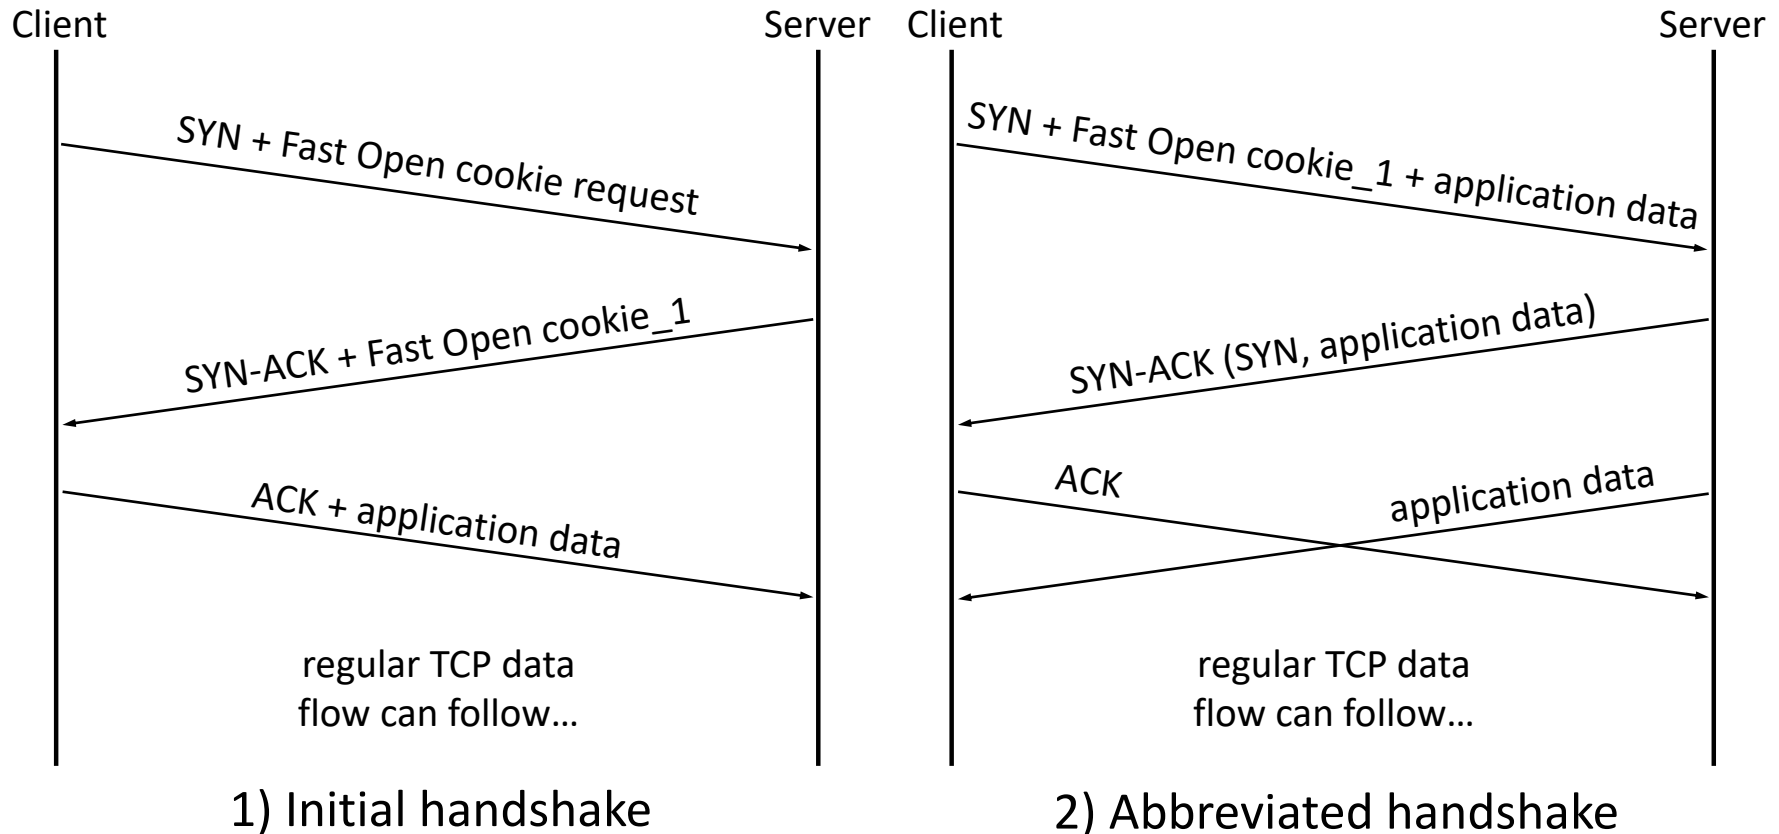 Client
Server
SYN + Fast Open cookie request
SYN-ACK + Fast Open cookie_1
ACK + application data
regular TCP data
flow can follow...
1) Initial handshake
Client
Server
SYN + Fast Open cookie_1 + application data
SYN-ACK (SYN, application data)
ACK
application data
regular TCP data
flow can follow...
2) Abbreviated handshake